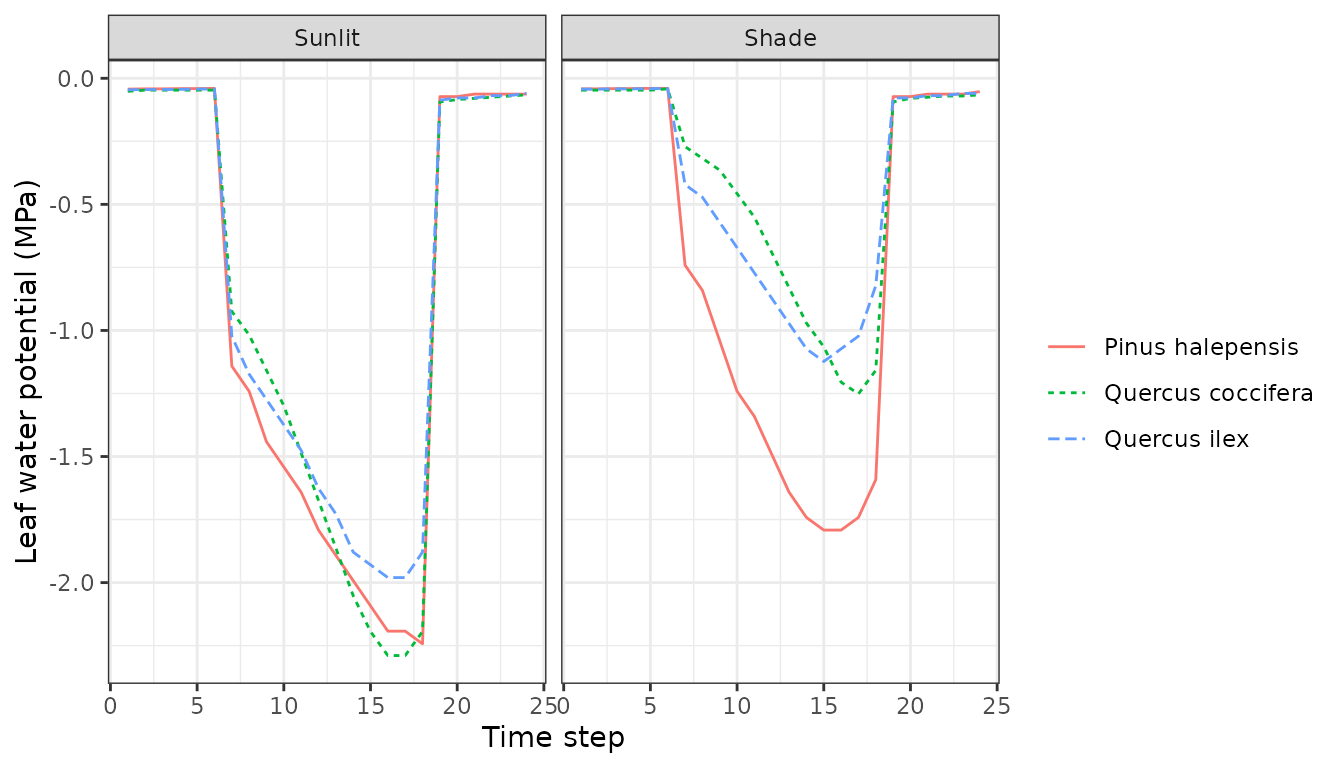 Sunlit Shade
Leaf water potential (MPa)
0.0
-0.5
-1.0
-1.5
-2.0
0 5 10 15 20 25 0 5 10 15 20 25
Time step
Pinus halepensis
Quercus coccifera
Quercus ilex